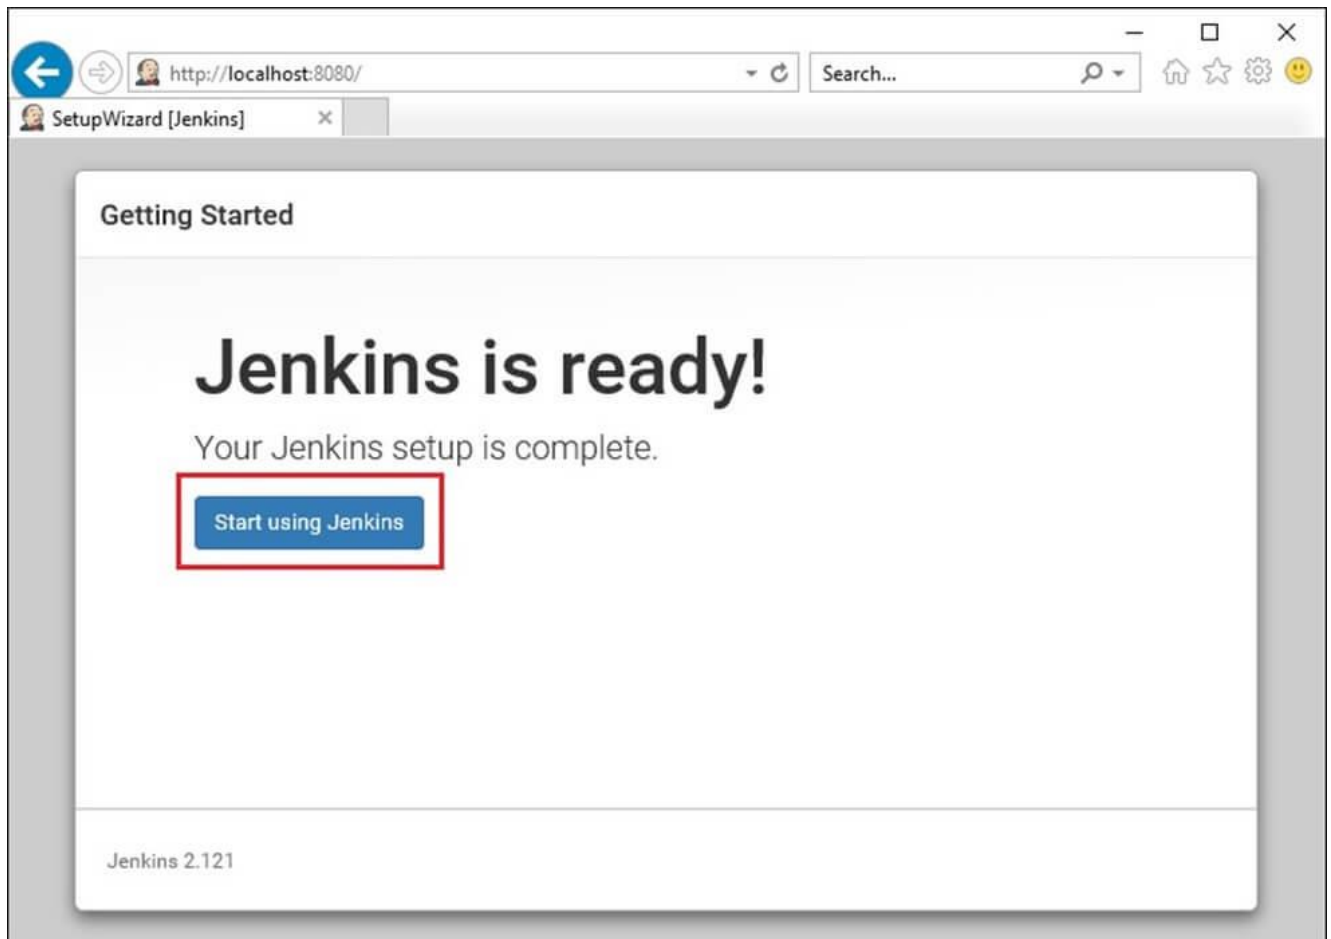 http://localhost:8080/
Search...
SetupWizard [Jenkins]
Getting Started
Jenkins is ready!
Your Jenkins setup is complete.
Start using Jenkins
Jenkins 2.121